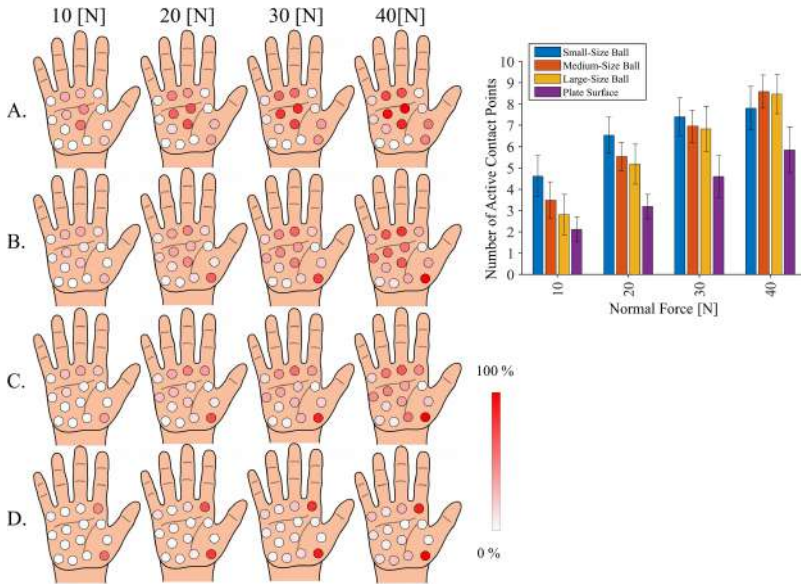 10 [N] 20 [N] 30 [N] 40[N]
A.
B.
C.
D.
100 %
0 %
Small-Size Ball
Medium-Size Ball
Large-Size Ball
Plate Surface
Number of Active Contact Points
10
9
8
7
6
5
4
3
2
1
0
10 20 30 40
Normal Force [N]